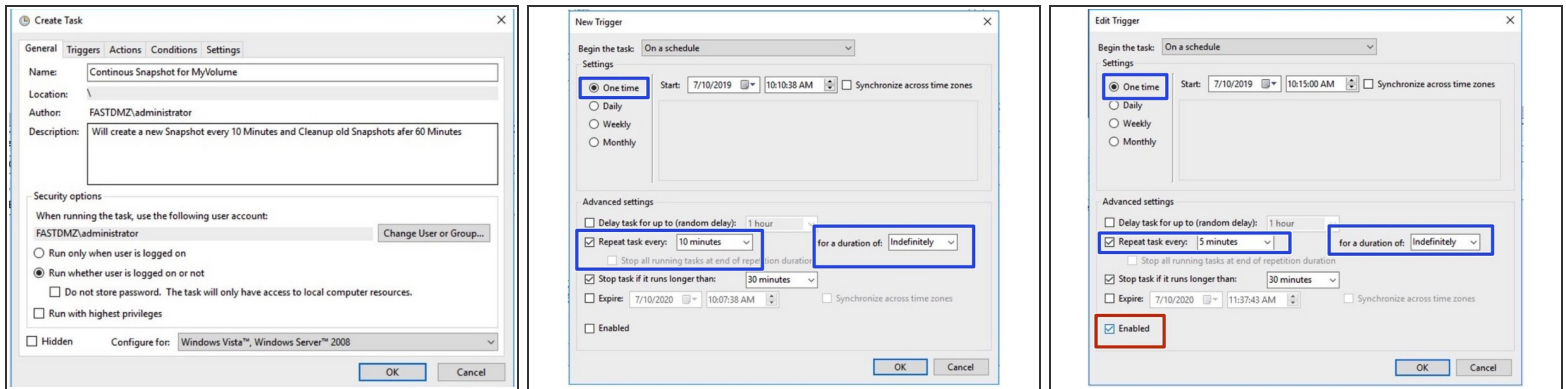 Create Task
General Triggers Actions Conditions Settings
Name: Continous Snapshot for MyVolume
Location: \
Author: FASTDMZ\administrator
Description: Will create a new Snapshot every 10 Minutes and Cleanup old Snapshots afer 60 Minutes
Security options
When running the task, use the following user account:
FASTDMZ\administrator Change User or Group...
Run only when user is logged on
Run whether user is logged on or not
Do not store password. The task will only have access to local computer resources.
Run with highest privileges
Hidden Configure for: Windows Vista™, Windows Server™ 2008
OK Cancel
New Trigger
Begin the task: On a schedule
Settings
One time Start: 7/10/2019 10:10:38 AM Synchronize across time zones
Daily
Weekly
Monthly
Advanced settings
Delay task for up to (random delay): 1 hour
Repeat task every: 10 minutes for a duration of: Indefinitely
Stop all running tasks at end of repetition duration
Stop task if it runs longer than: 30 minutes
Expire: 7/10/2020 10:07:38 AM Synchronize across time zones
Enabled
OK Cancel
Edit Trigger
Begin the task: On a schedule
Settings
One time Start: 7/10/2019 10:15:00 AM Synchronize across time zones
Daily
Weekly
Monthly
Advanced settings
Delay task for up to (random delay): 1 hour
Repeat task every: 5 minutes for a duration of: Indefinitely
Stop all running tasks at end of repetition duration
Stop task if it runs longer than: 30 minutes
Expire: 7/10/2020 11:37:43 AM Synchronize across time zones
Enabled
OK Cancel